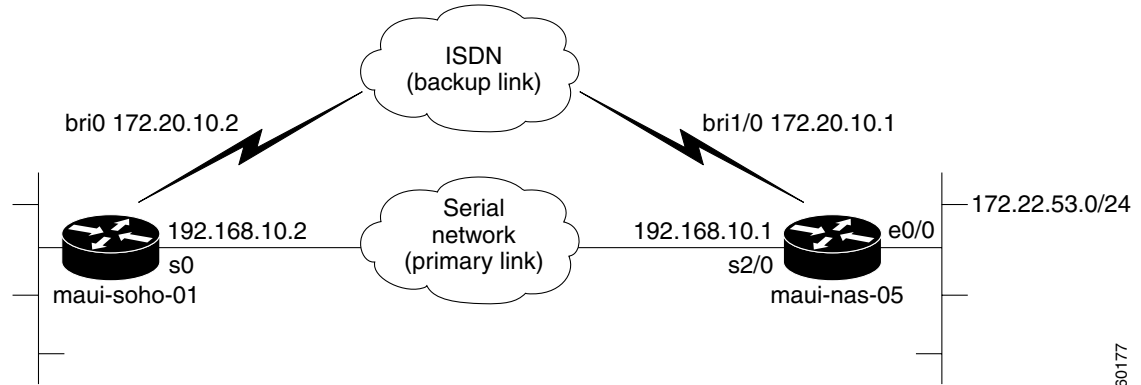 ISDN
(backup link)
bri0 172.20.10.2
bri1/0 172.20.10.1
172.22.53.0/24
192.168.10.2
Serial
network
(primary link)
192.168.10.1
e0/0
s0
s2/0
maui-soho-01
maui-nas-05
60177